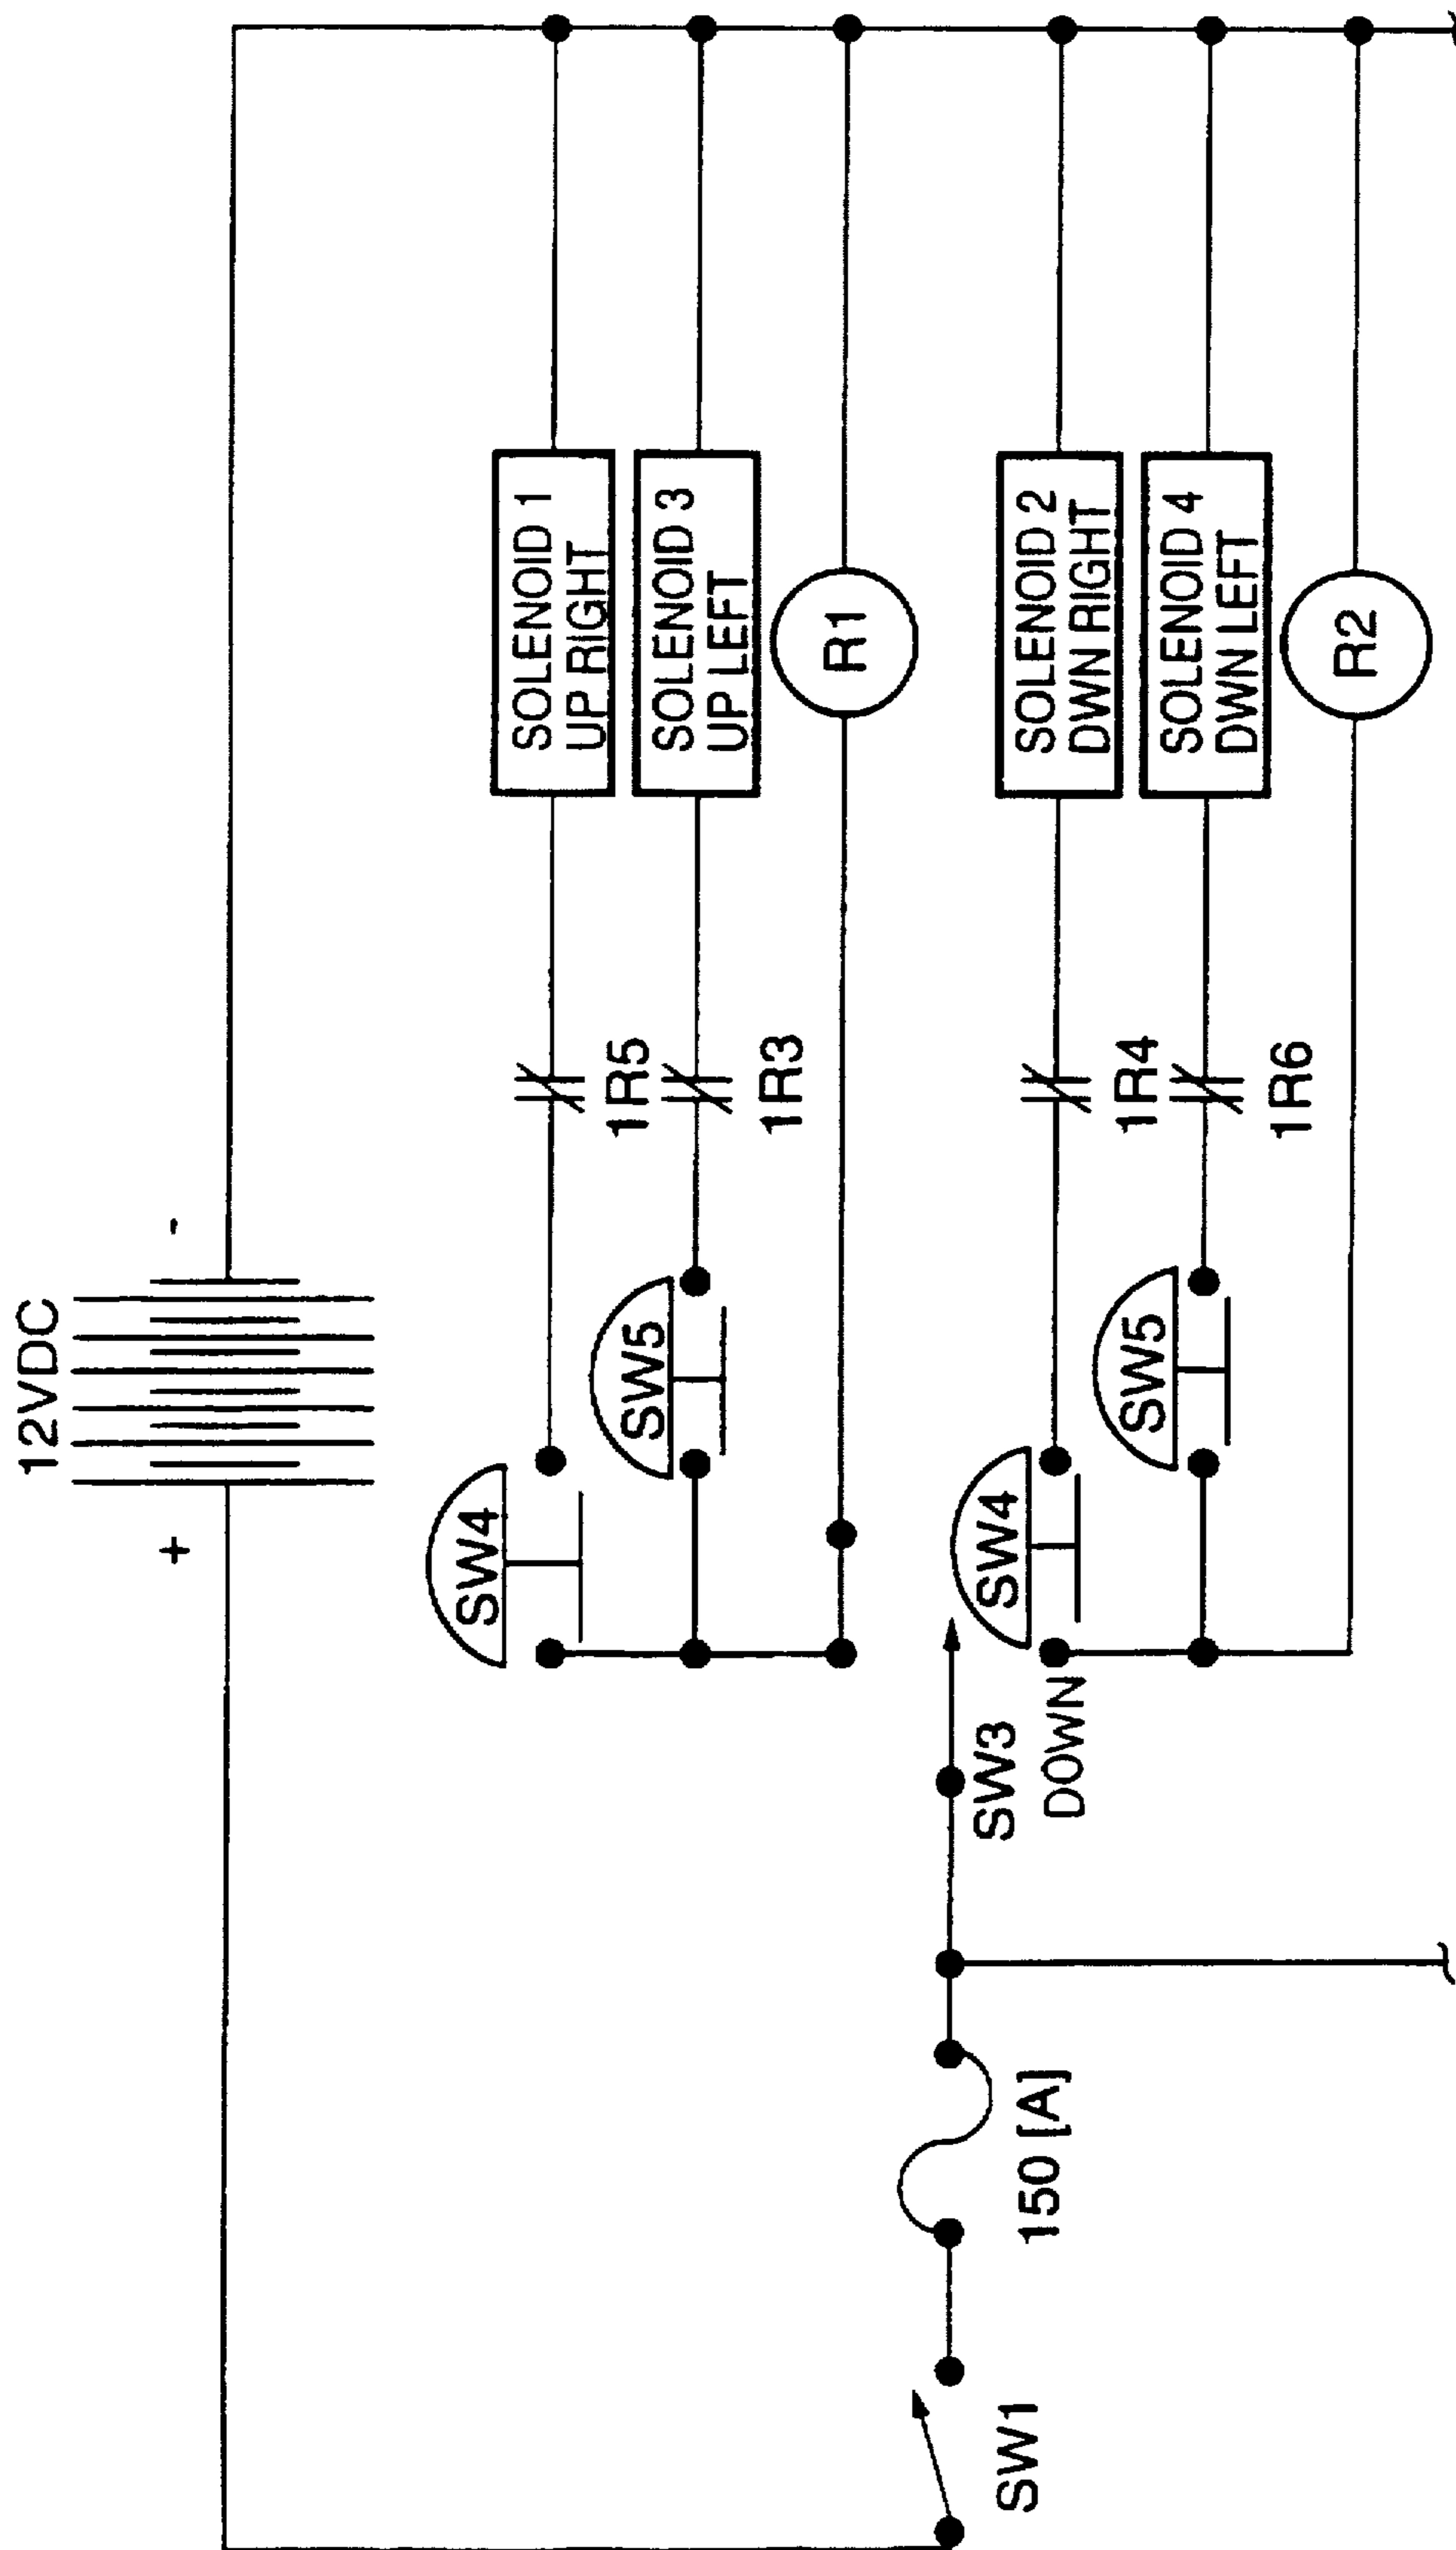 12VDC
+
-
SW4
1R5
SOLENOID 1
UP RIGHT
SW5
1R3
SOLENOID 3
UP LEFT
R1
SW1
150 [A]
SW3
DOWN
SW4
1R4
SOLENOID 2
DWN RIGHT
SW5
1R6
SOLENOID 4
DWN LEFT
R2